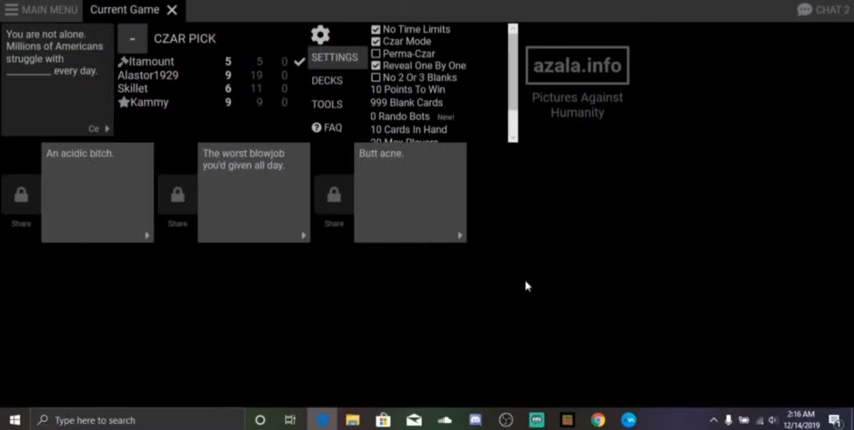 MAIN MENU
Current Game
CHAT 2
You are not alone.
Millions of Americans
struggle with
________ every day.
Ce
-
CZAR PICK
Itamount 5 5 0
Alastor1929 9 19 0
Skillet 6 11 0
Kammy 9 9 0
SETTINGS
DECKS
TOOLS
? FAQ
No Time Limits
Czar Mode
Perma-Czar
Reveal One By One
No 2 Or 3 Blanks
10 Points To Win
999 Blank Cards
0 Rando Bots New!
10 Cards In Hand
20 Max Players
azala.info
Pictures Against
Humanity
Share
An acidic bitch.
Share
The worst blowjob
you'd given all day.
Share
Butt acne.
Type here to search
2:16 AM
12/14/2019